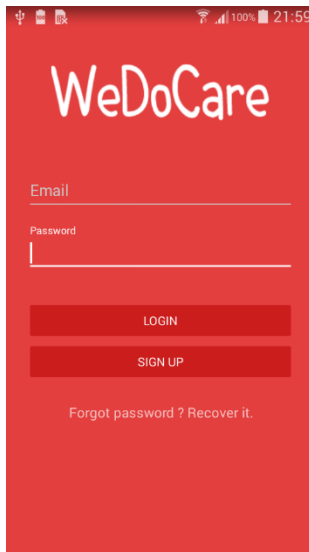 100% 21:59
WeDoCare
Email
Password
LOGIN
SIGN UP
Forgot password ? Recover it.